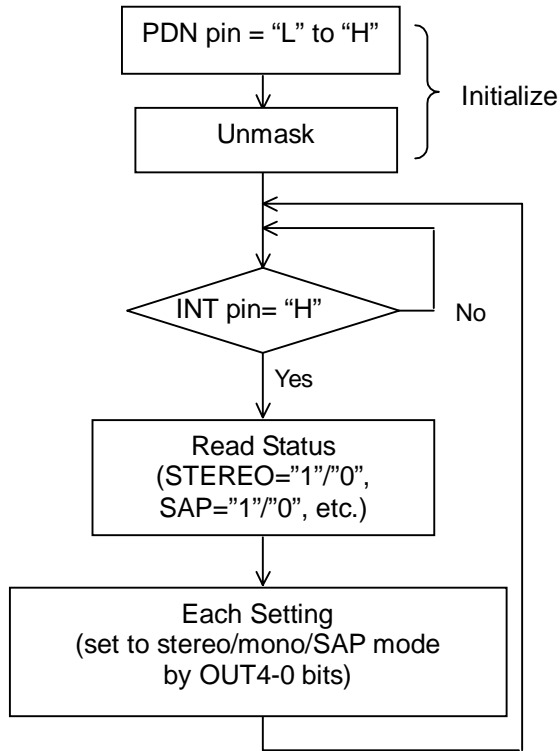 PDN pin = “L” to “H”
Initialize
Unmask
INT pin= “H”
No
Yes
Read Status
(STEREO=”1”/”0”,
SAP=”1”/”0”, etc.)
Each Setting
(set to stereo/mono/SAP mode
by OUT4-0 bits)